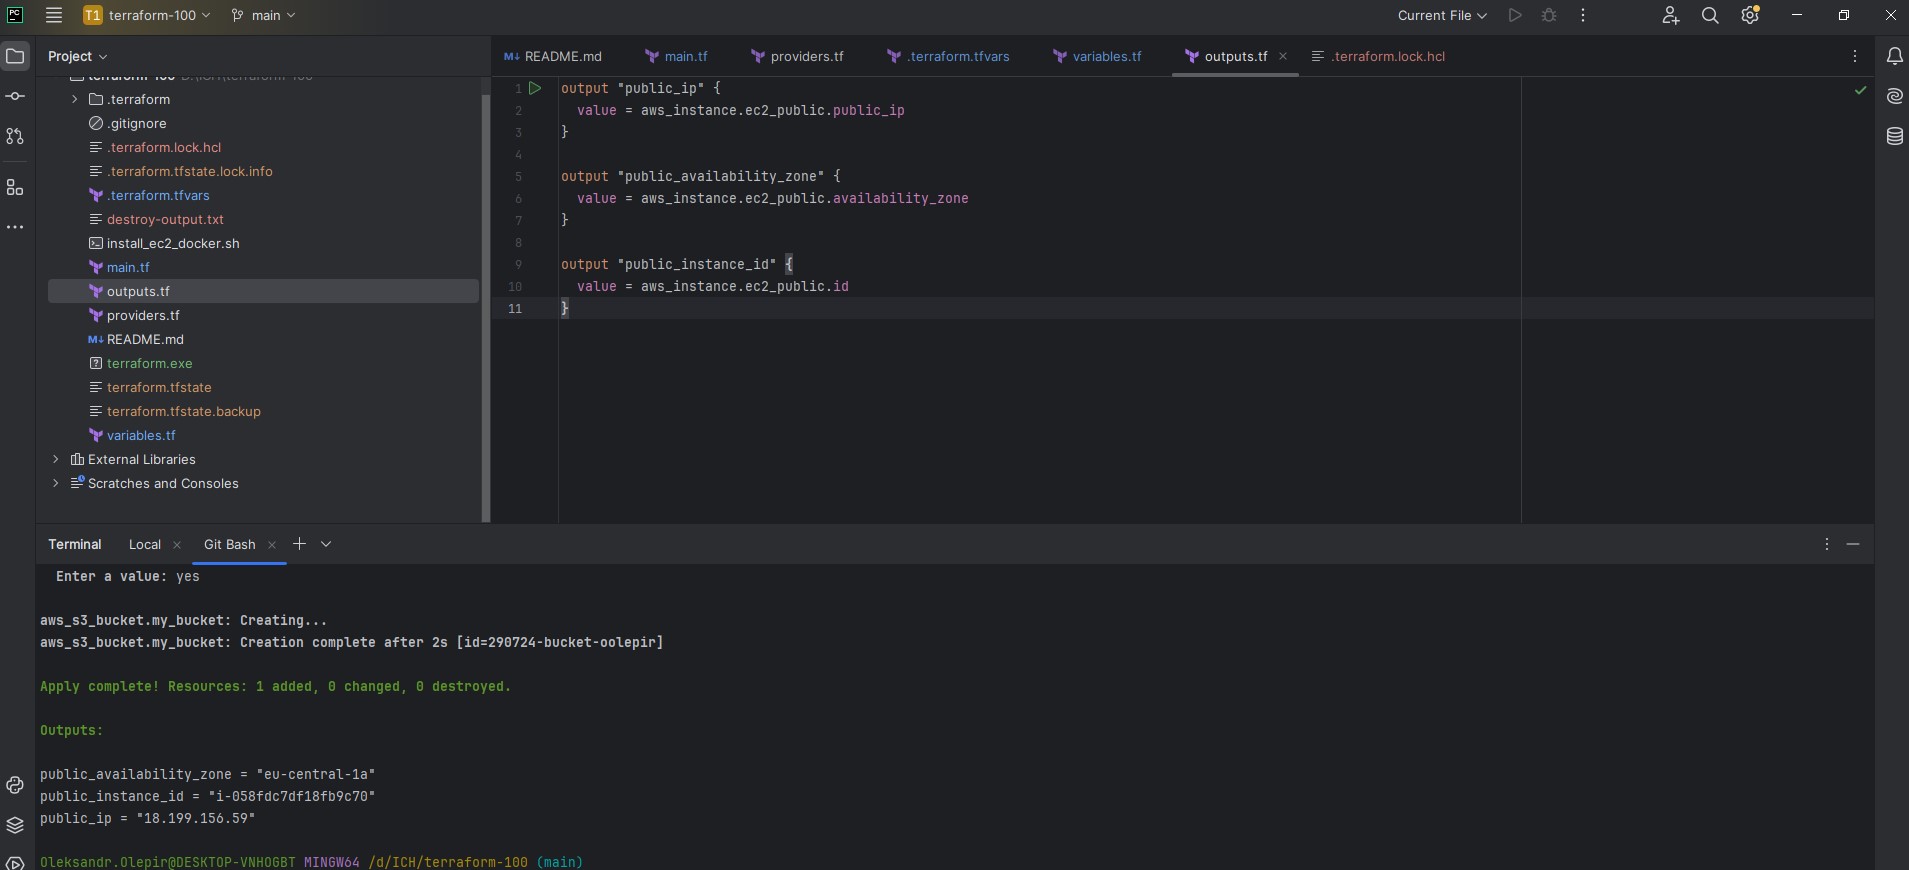 PC
T1 terraform-100
main
Current File
Project
README.md
main.tf
providers.tf
.terraform.tfvars
variables.tf
outputs.tf
.terraform.lock.hcl
terraform-100 D:\ICH\terraform-100
.terraform
.gitignore
.terraform.lock.hcl
.terraform.tfstate.lock.info
.terraform.tfvars
destroy-output.txt
install_ec2_docker.sh
main.tf
outputs.tf
providers.tf
README.md
terraform.exe
terraform.tfstate
terraform.tfstate.backup
variables.tf
External Libraries
Scratches and Consoles
1 output "public_ip" {
2 value = aws_instance.ec2_public.public_ip
3 }
4
5 output "public_availability_zone" {
6 value = aws_instance.ec2_public.availability_zone
7 }
8
9 output "public_instance_id" {
10 value = aws_instance.ec2_public.id
11 }
Terminal Local Git Bash
Enter a value: yes
aws_s3_bucket.my_bucket: Creating...
aws_s3_bucket.my_bucket: Creation complete after 2s [id=290724-bucket-oolepir]
Apply complete! Resources: 1 added, 0 changed, 0 destroyed.
Outputs:
public_availability_zone = "eu-central-1a"
public_instance_id = "i-058fdc7df18fb9c70"
public_ip = "18.199.156.59"
Oleksandr.Olepir@DESKTOP-VNHOGBT MINGW64 /d/ICH/terraform-100 (main)